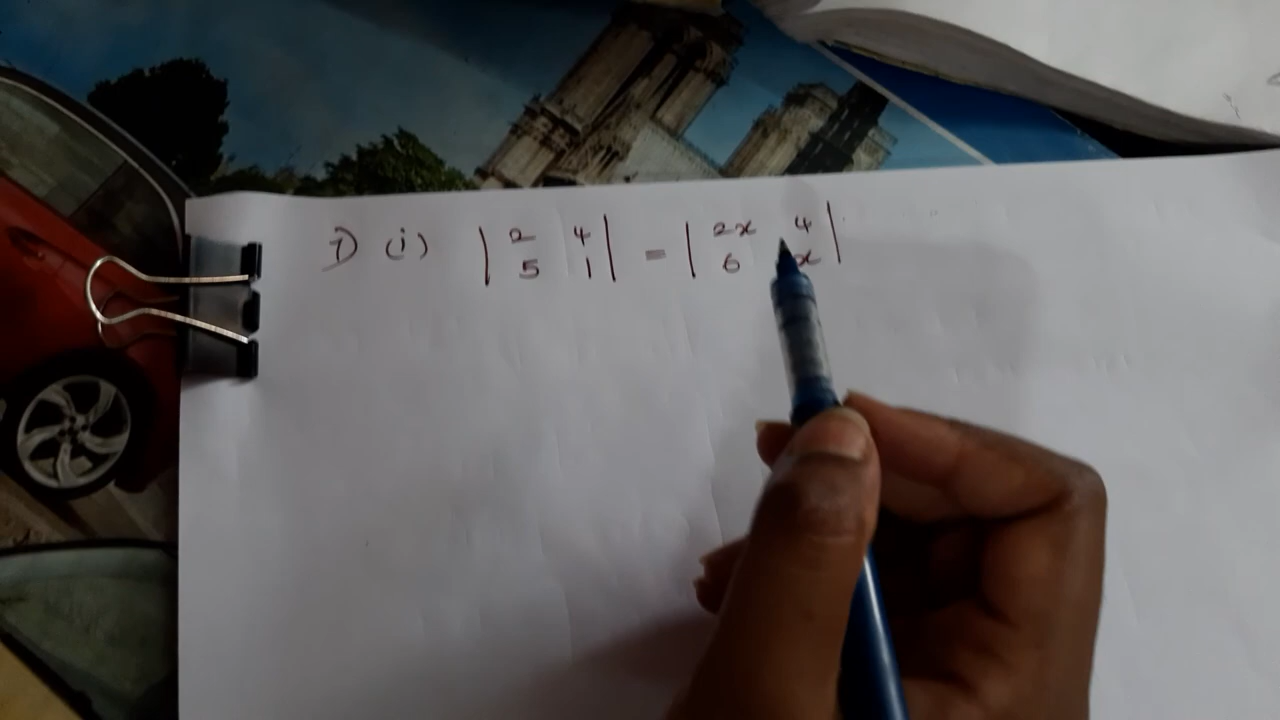 7) (i) | 2 4 | = | 2x 4 |
| 5 1 | | 6 x |